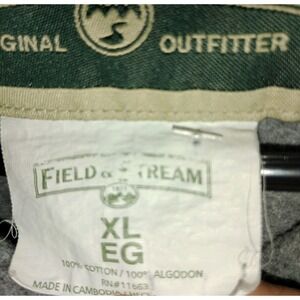 GINAL OUTFITTER
FIELD & STREAM
XL
EG
100% COTTON / 100% ALGODON
RN#11663
MADE IN CAMBODIA